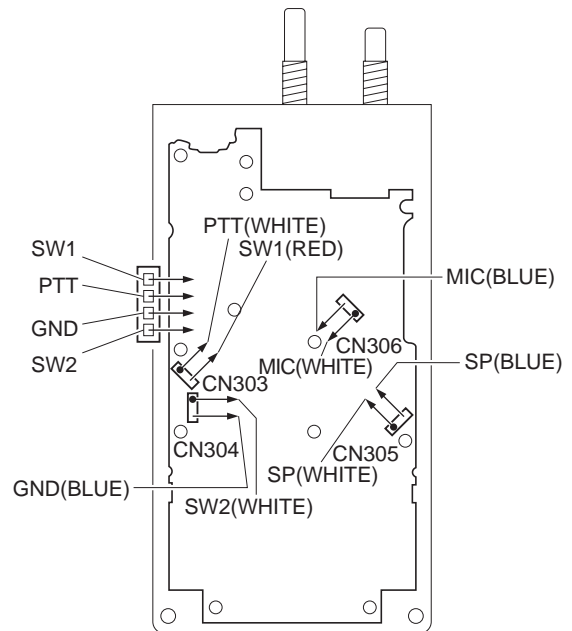 PTT(WHITE)
SW1(RED)
SW1
PTT
GND
SW2
MIC(BLUE)
CN306
MIC(WHITE)
SP(BLUE)
CN303
CN304
CN305
SP(WHITE)
GND(BLUE)
SW2(WHITE)